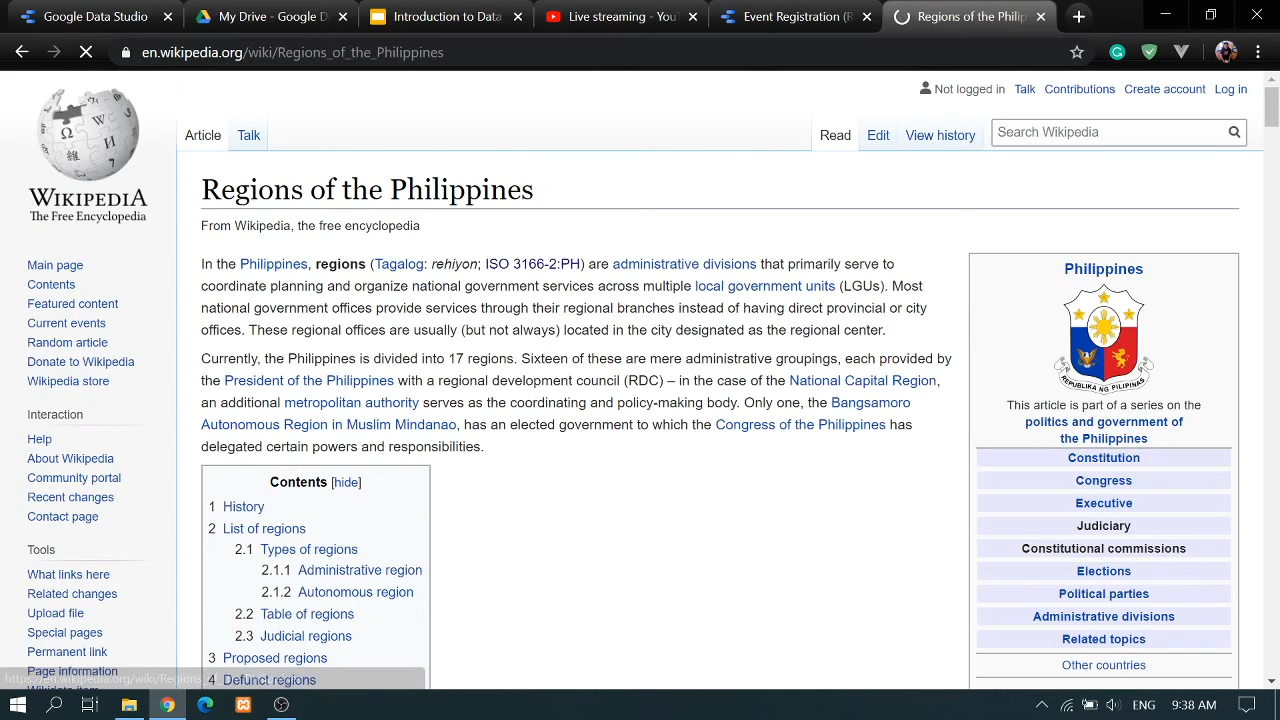 Google Data Studio
My Drive - Google D
Introduction to Data
Live streaming - You
Event Registration (R
Regions of the Philip
en.wikipedia.org/wiki/Regions_of_the_Philippines
Not logged in Talk Contributions Create account Log in
Article Talk Read Edit View history Search Wikipedia
WIKIPEDIA
The Free Encyclopedia
Main page
Contents
Featured content
Current events
Random article
Donate to Wikipedia
Wikipedia store
Interaction
Help
About Wikipedia
Community portal
Recent changes
Contact page
Tools
What links here
Related changes
Upload file
Special pages
Permanent link
Page information
Regions of the Philippines
From Wikipedia, the free encyclopedia
In the Philippines, regions (Tagalog: rehiyon; ISO 3166-2:PH) are administrative divisions that primarily serve to
coordinate planning and organize national government services across multiple local government units (LGUs). Most
national government offices provide services through their regional branches instead of having direct provincial or city
offices. These regional offices are usually (but not always) located in the city designated as the regional center.
Currently, the Philippines is divided into 17 regions. Sixteen of these are mere administrative groupings, each provided by
the President of the Philippines with a regional development council (RDC) – in the case of the National Capital Region,
an additional metropolitan authority serves as the coordinating and policy-making body. Only one, the Bangsamoro
Autonomous Region in Muslim Mindanao, has an elected government to which the Congress of the Philippines has
delegated certain powers and responsibilities.
Contents [hide]
1 History
2 List of regions
2.1 Types of regions
2.1.1 Administrative region
2.1.2 Autonomous region
2.2 Table of regions
2.3 Judicial regions
3 Proposed regions
4 Defunct regions
Philippines
REPUBLIKA NG PILIPINAS
This article is part of a series on the
politics and government of
the Philippines
Constitution
Congress
Executive
Judiciary
Constitutional commissions
Elections
Political parties
Administrative divisions
Related topics
Other countries
ENG 9:38 AM